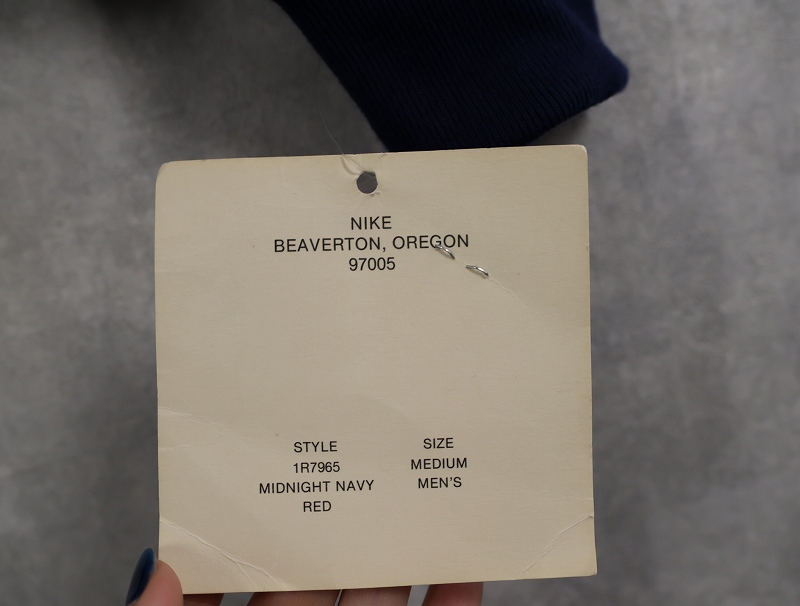 NIKE
BEAVERTON, OREGON
97005
STYLE
1R7965
MIDNIGHT NAVY
RED
SIZE
MEDIUM
MEN'S